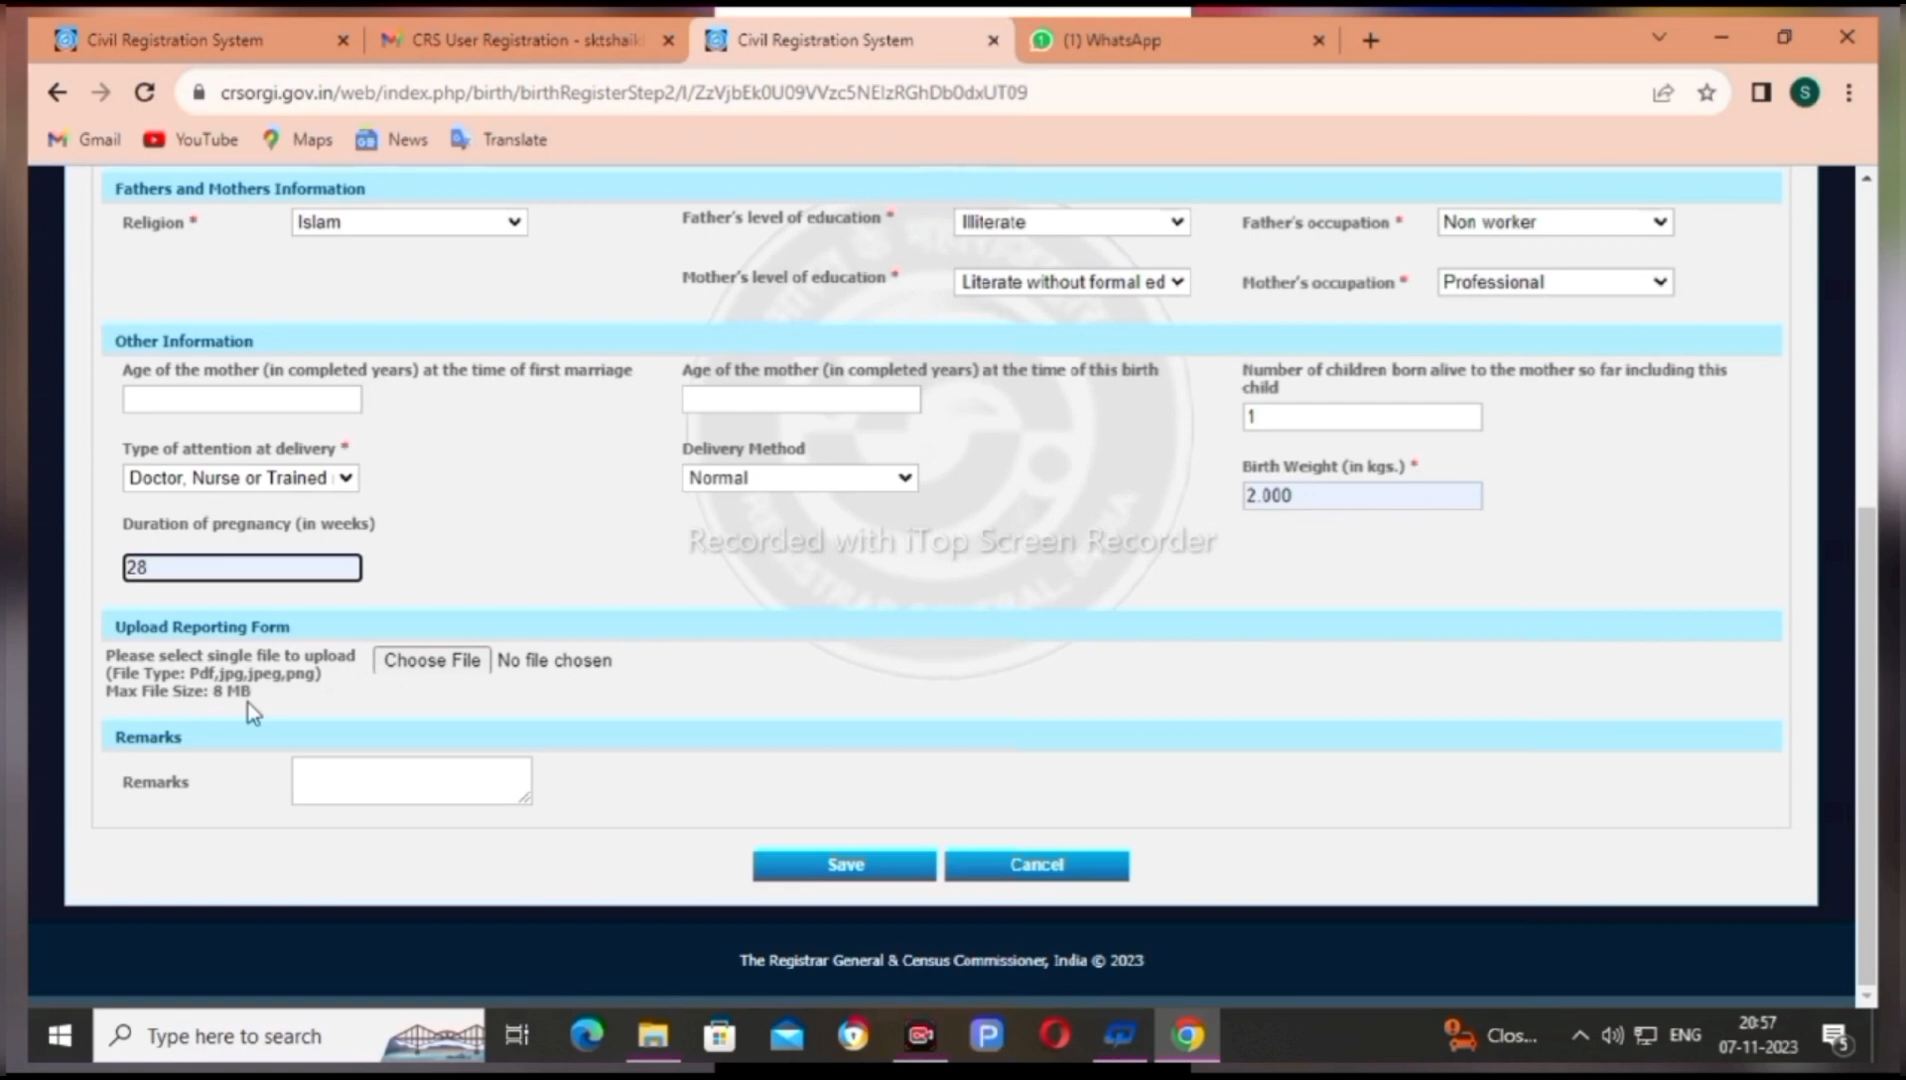 Civil Registration System
CRS User Registration - sktshaik
Civil Registration System
(1) WhatsApp
crsorgi.gov.in/web/index.php/birth/birthRegisterStep2/I/ZzVjbEk0U09VVzc5NElzRGhDb0dxUT09
S
Gmail
YouTube
Maps
News
Translate
Fathers and Mothers Information
Religion *
Islam
Father's level of education *
Illiterate
Father's occupation *
Non worker
Mother's level of education *
Literate without formal ed
Mother's occupation *
Professional
Other Information
Age of the mother (in completed years) at the time of first marriage
Age of the mother (in completed years) at the time of this birth
Number of children born alive to the mother so far including this
child
1
Type of attention at delivery *
Doctor, Nurse or Trained
Delivery Method
Normal
Birth Weight (in kgs.) *
2.000
Duration of pregnancy (in weeks)
28
Recorded with iTop Screen Recorder
Upload Reporting Form
Please select single file to upload
(File Type: Pdf,jpg,jpeg,png)
Max File Size: 8 MB
Choose File
No file chosen
Remarks
Remarks
Save
Cancel
The Registrar General & Census Commissioner, India © 2023
Type here to search
Clos...
ENG
20:57
07-11-2023
5